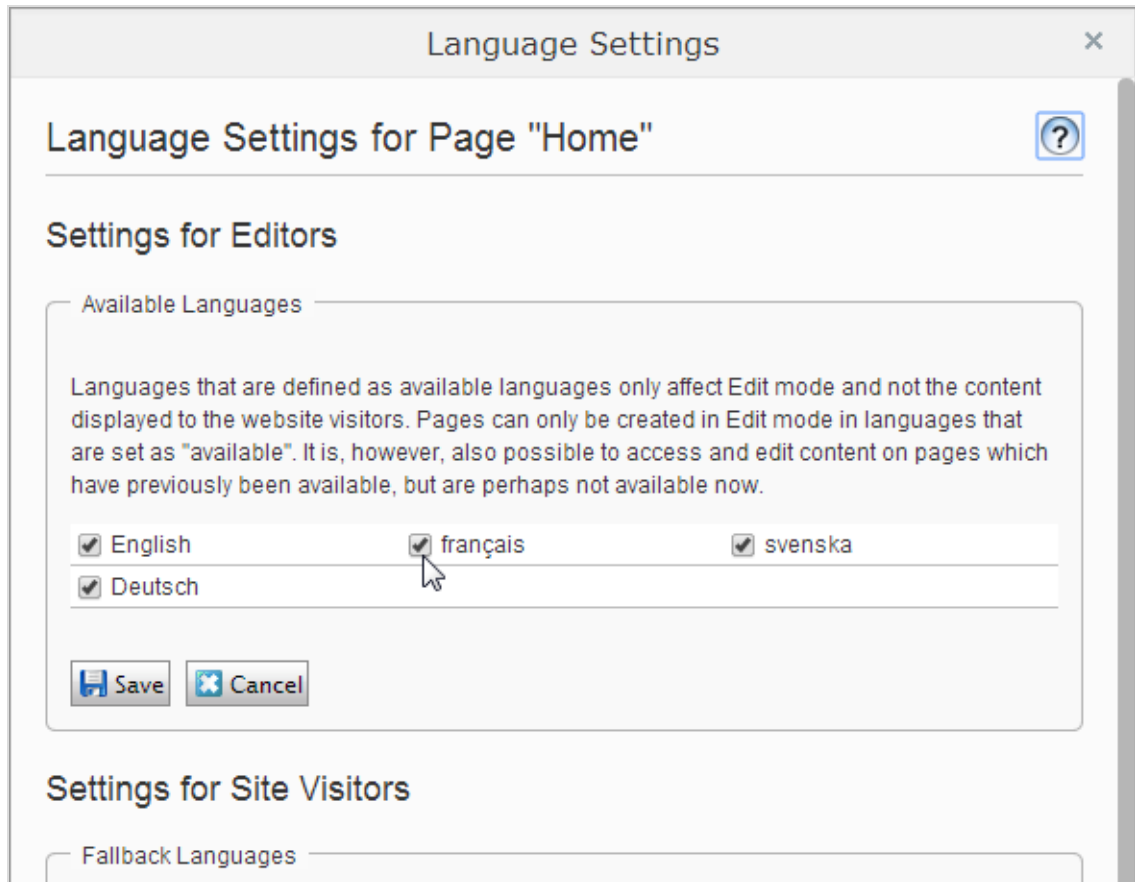 Language Settings
Language Settings for Page "Home"
Settings for Editors
Available Languages
Languages that are defined as available languages only affect Edit mode and not the content
displayed to the website visitors. Pages can only be created in Edit mode in languages that
are set as "available". It is, however, also possible to access and edit content on pages which
have previously been available, but are perhaps not available now.
English français svenska
Deutsch
Save Cancel
Settings for Site Visitors
Fallback Languages